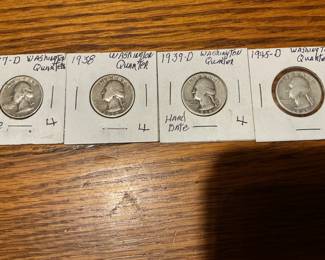 7-D Washington
Quarter
4
1938 Washington
Quarter
4
1939-D Washington
Quarter
Hard
Date
4
1945-D Washington
Quarter